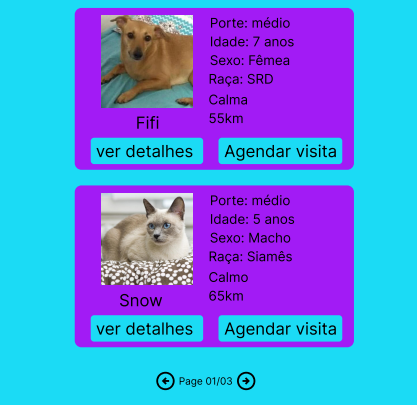 Porte: médio
Idade: 7 anos
Sexo: Fêmea
Raça: SRD
Calma
55km
Fifi
ver detalhes
Agendar visita
Porte: médio
Idade: 5 anos
Sexo: Macho
Raça: Siamês
Calmo
65km
Snow
ver detalhes
Agendar visita
Page 01/03